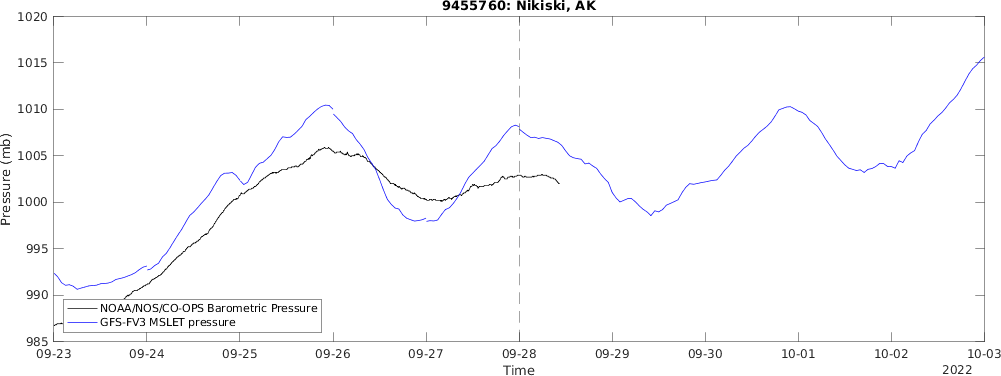 9455760: Nikiski, AK
1020
1015
1010
1005
1000
995
990
985
Pressure (mb)
NOAA/NOS/CO-OPS Barometric Pressure
GFS-FV3 MSLET pressure
09-23 09-24 09-25 09-26 09-27 09-28 09-29 09-30 10-01 10-02 10-03
Time
2022